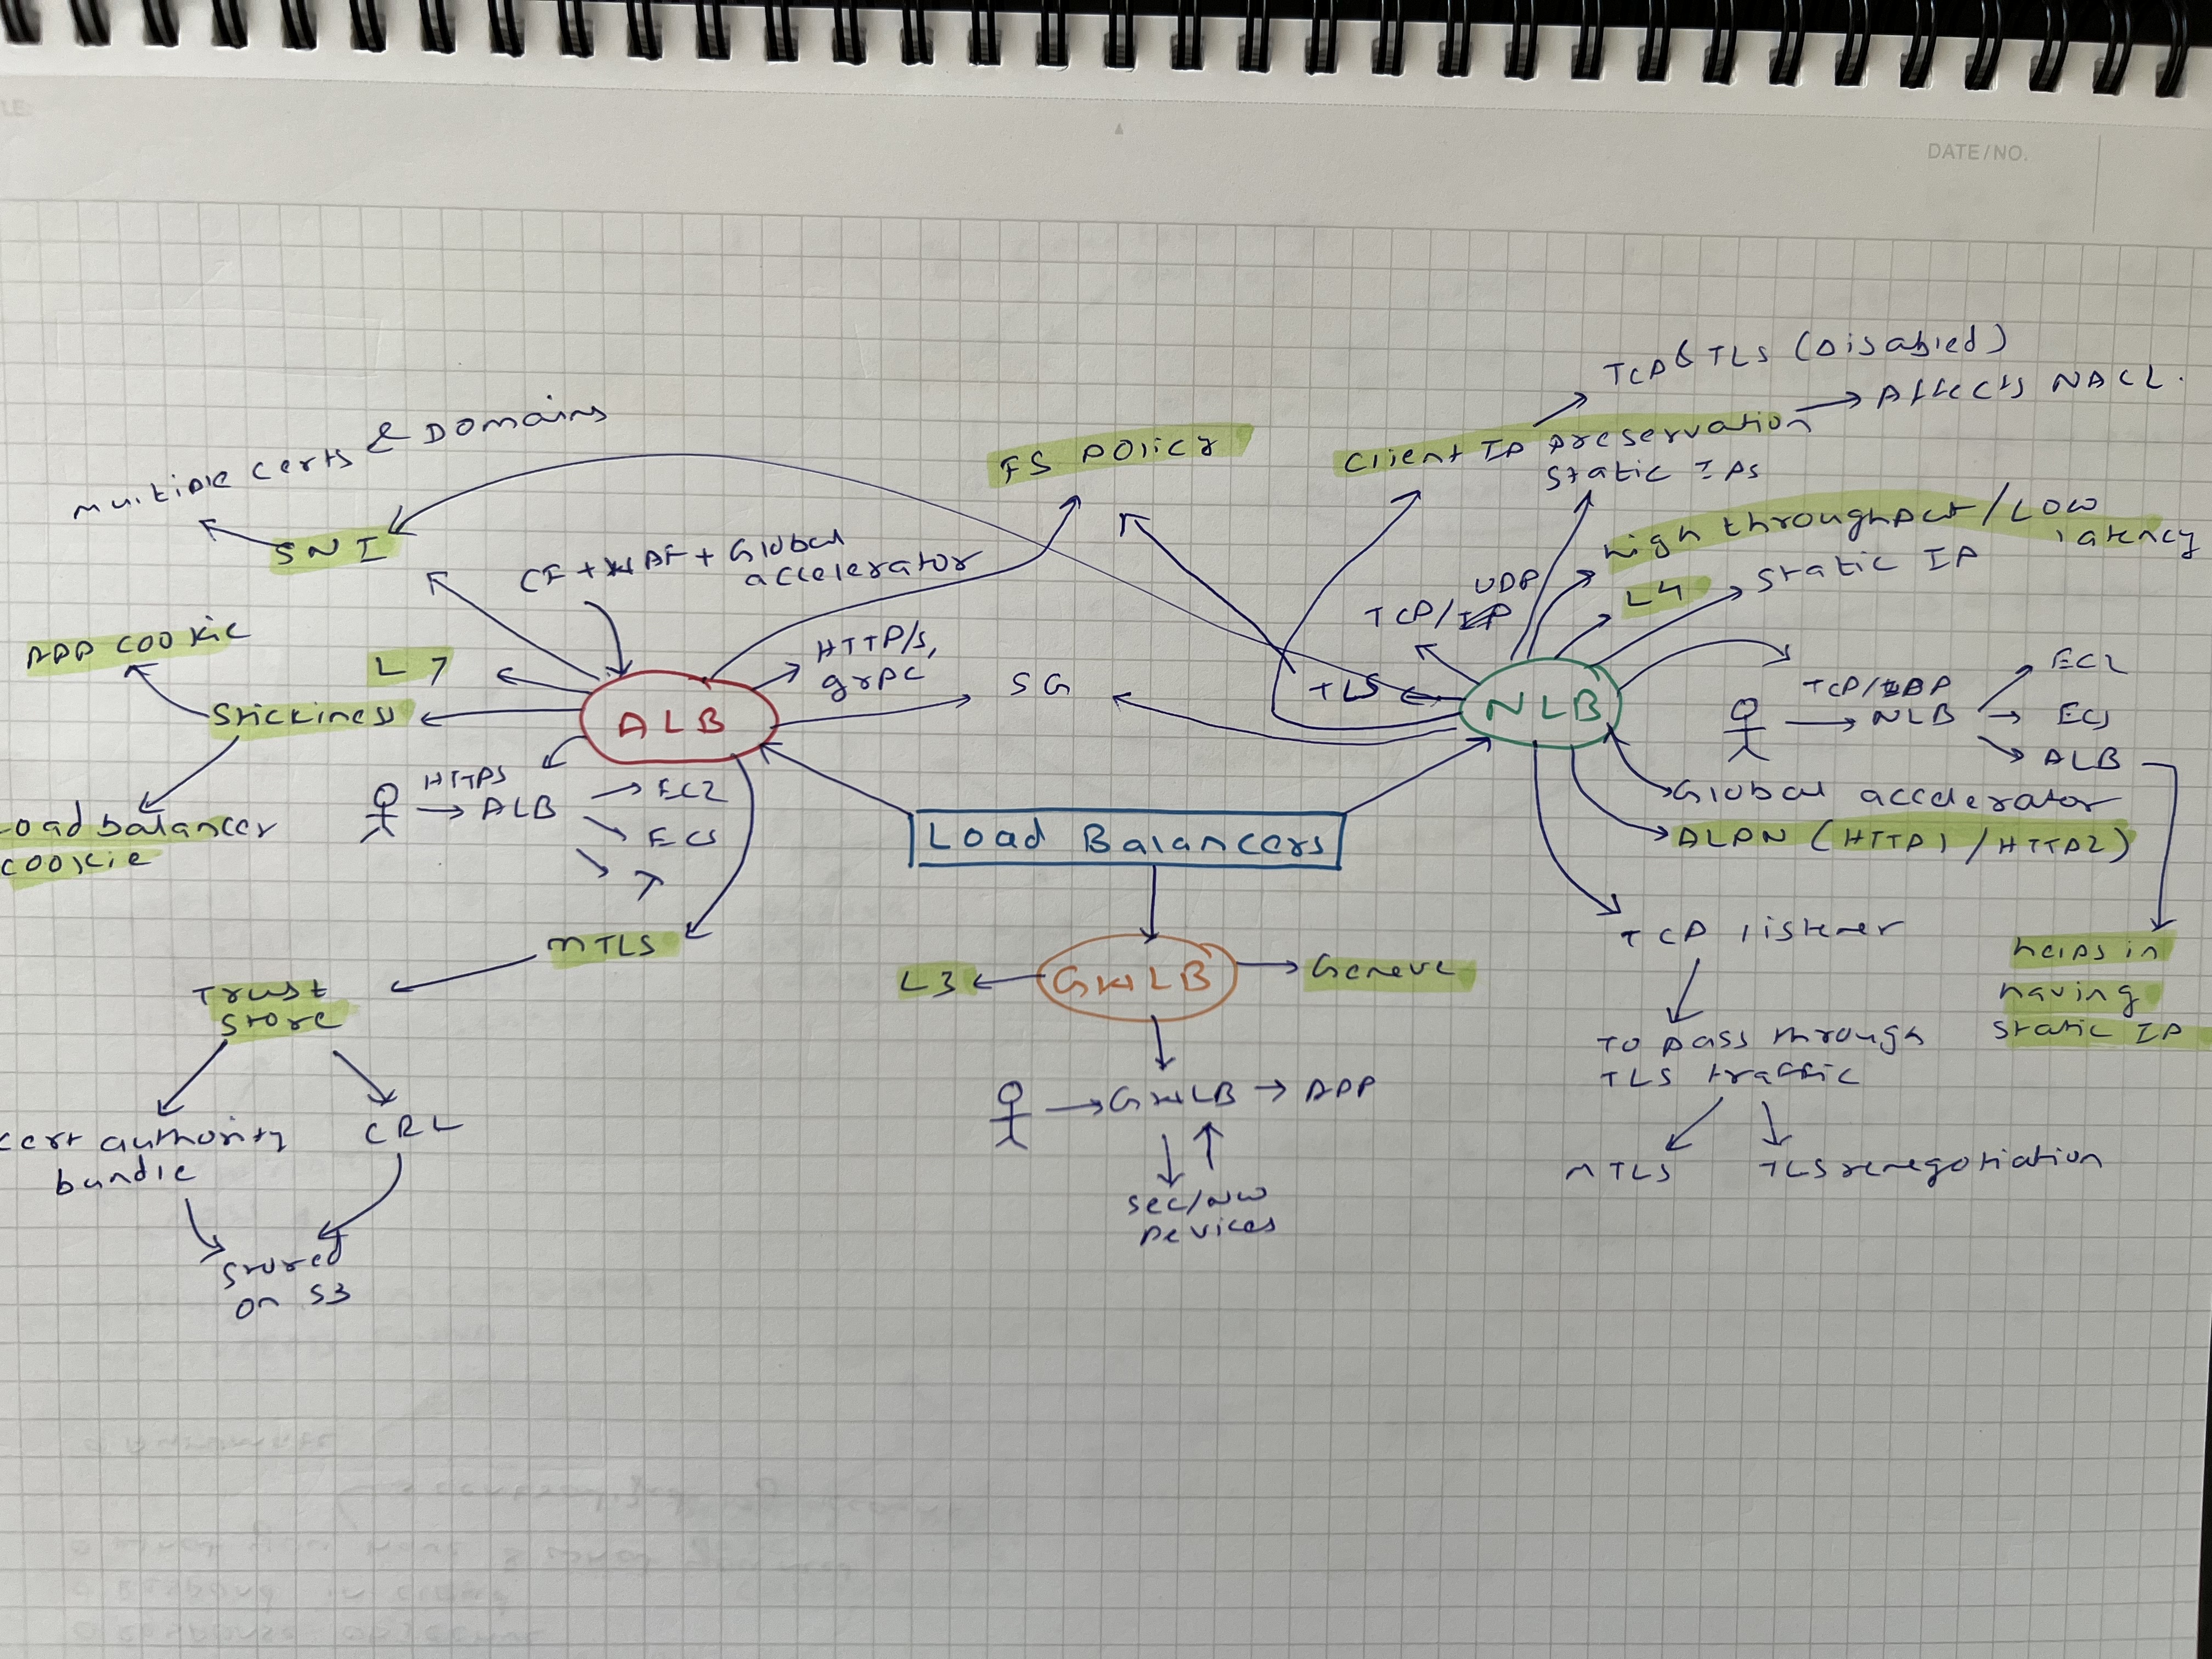 DATE/NO.
TCP & TLS (Disabled)
Affects NACL.
Client IP preservation
Static IPs
FS Policy
multiple certs & Domains
SNI
CF + WAF + Global
accelerator
high throughput / Low
latency
L4
Static IP
UDP
TCP/
APP cookie
L7
Stickiness
Load balancer
cookie
ALB
HTTP/s,
grpc
SG
TLS
NLB
TCP/UDP
NLB
EC2
ECS
ALB
helps in
having
static IP
HTTPS
ALB
EC2
ECS
Load Balancers
Global accelerator
ALPN (HTTP1 / HTTP2)
MTLS
Trust
Store
cert authority
bundle
CRL
Stored
on S3
GWLB
L3
Geneve
GWLB
APP
Sec/NW
Devices
TCP listener
To pass through
TLS traffic
MTLS
TLS renegotiation